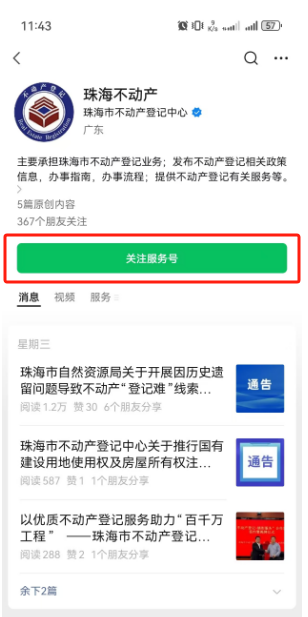 11:43
57
珠海不动产
珠海市不动产登记中心
广东
主要承担珠海市不动产登记业务；发布不动产登记相关政策
信息，办事指南，办事流程；提供不动产登记有关服务等。
5篇原创内容
367个朋友关注
关注服务号
消息 视频 服务
星期三
珠海市自然资源局关于开展因历史遗
留问题导致不动产“登记难”线索...
阅读 1.2万 赞 30 6个朋友分享
通告
珠海市不动产登记中心关于推行国有
建设用地使用权及房屋所有权注...
阅读 587 赞 1 1个朋友分享
通告
以优质不动产登记服务助力“百千万
工程” ——珠海市不动产登记...
阅读 288 赞 2 1个朋友分享
余下2篇